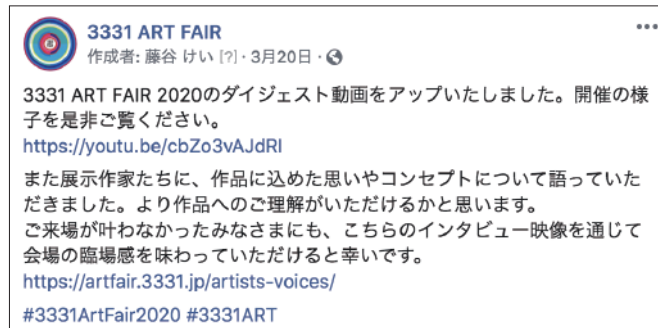 3331 ART FAIR
作成者: 藤谷 けい [?]・3月20日・
3331 ART FAIR 2020のダイジェスト動画をアップいたしました。開催の様
子を是非ご覧ください。
https://youtu.be/cbZo3vAJdRI
また展示作家たちに、作品に込めた思いやコンセプトについて語っていた
だきました。より作品へのご理解がいただけるかと思います。
ご来場が叶わなかったみなさまにも、こちらのインタビュー映像を通じて
会場の臨場感を味わっていただけると幸いです。
https://artfair.3331.jp/artists-voices/
#3331ArtFair2020 #3331ART